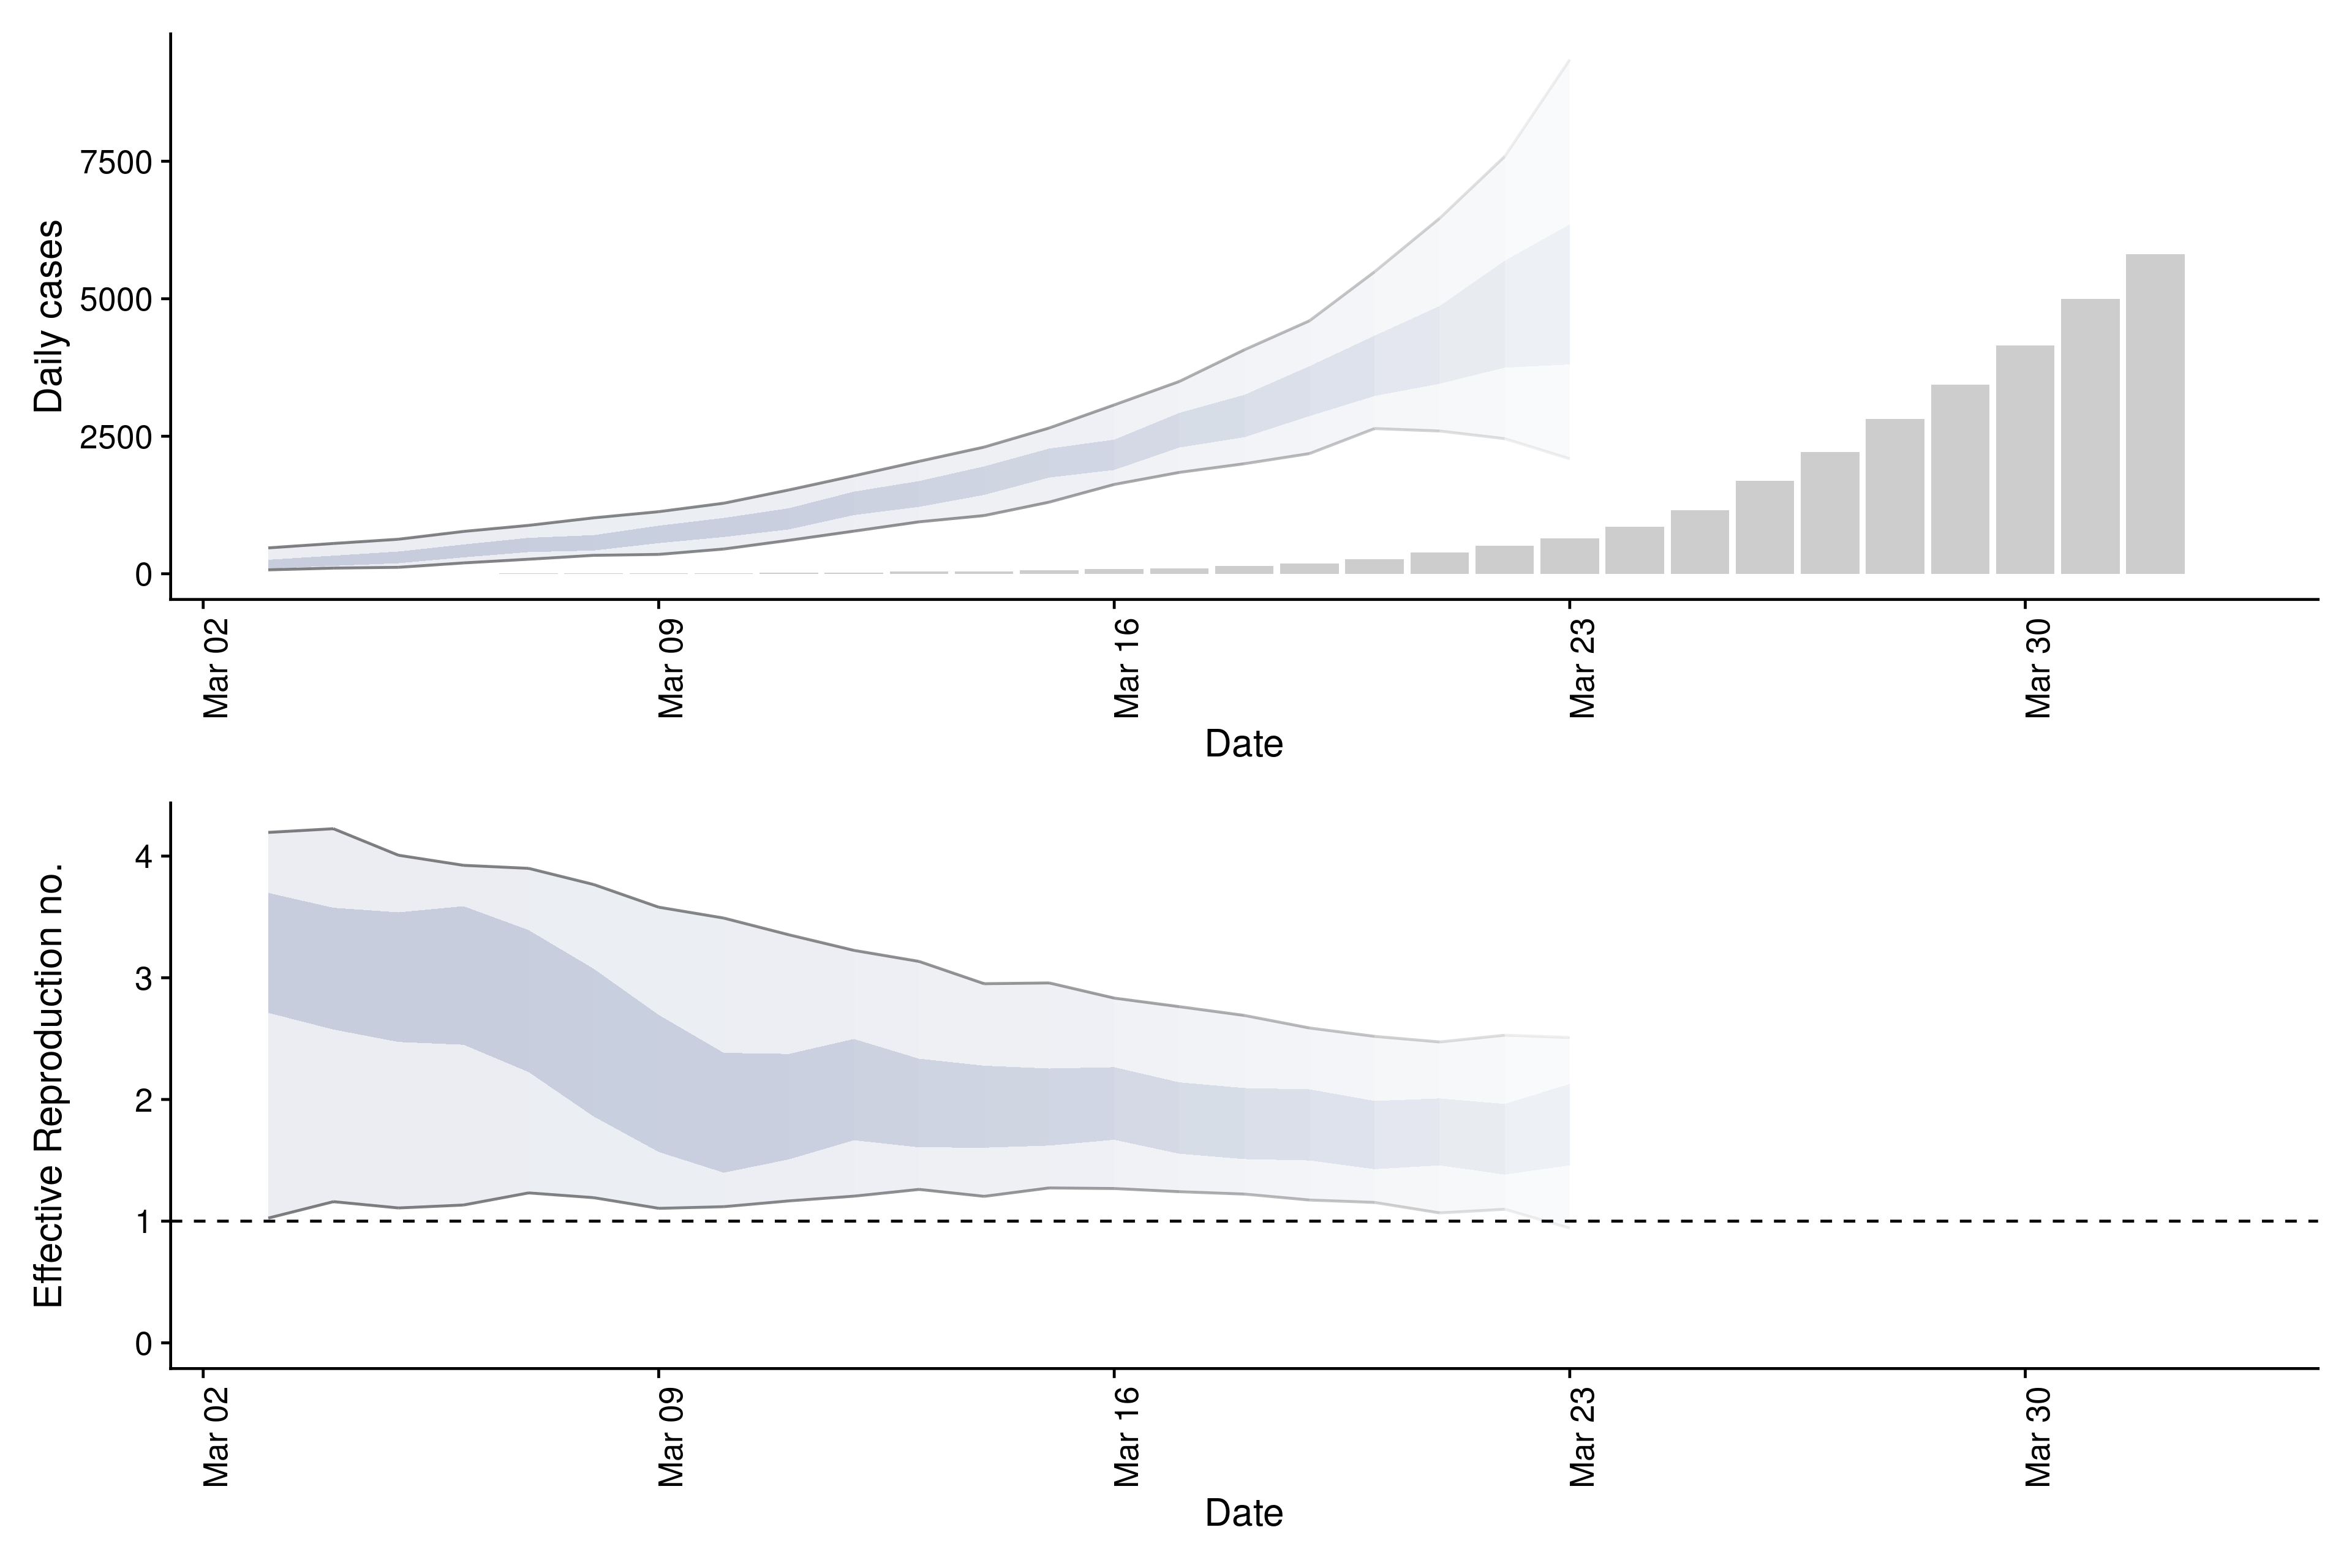 Daily cases
7500
5000
2500
0
Mar 02
Mar 09
Mar 16
Mar 23
Mar 30
Date
Effective Reproduction no.
4
3
2
1
0
Mar 02
Mar 09
Mar 16
Mar 23
Mar 30
Date